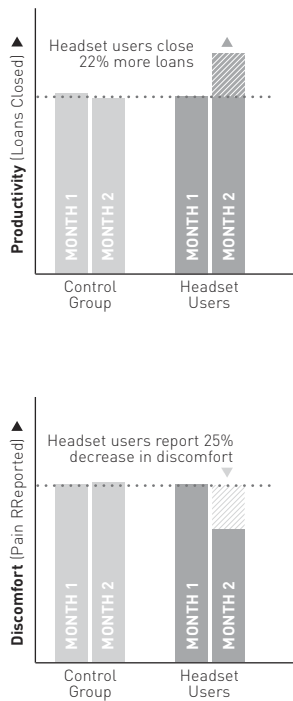 Productivity (Loans Closed) ▲
Headset users close
22% more loans
MONTH 1
MONTH 2
MONTH 1
MONTH 2
Control
Group
Headset
Users
Discomfort (Pain RReported) ▲
Headset users report 25%
decrease in discomfort
MONTH 1
MONTH 2
MONTH 1
MONTH 2
Control
Group
Headset
Users